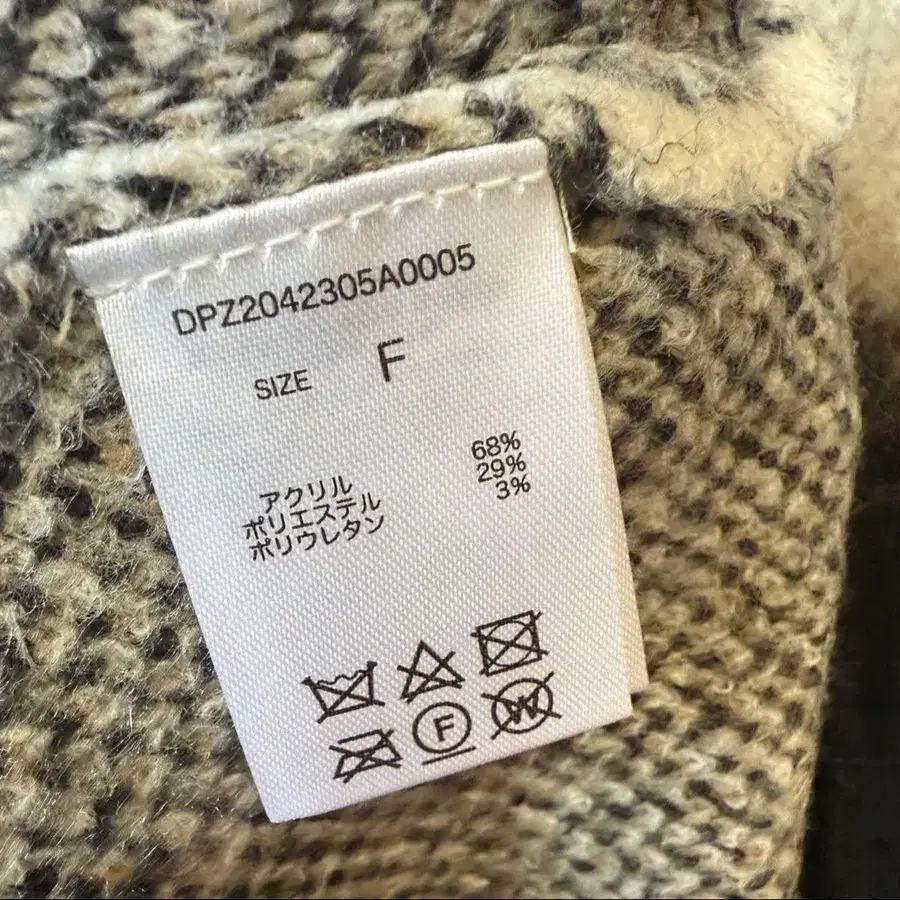 DPZ2042305A0005
SIZE F
アクリル 68%
ポリエステル 29%
ポリウレタン 3%
F W